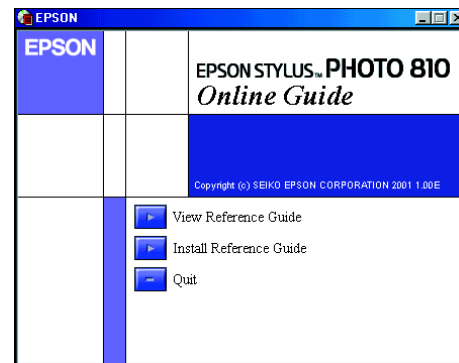 EPSON
EPSON
EPSON STYLUS™ PHOTO 810
Online Guide
Copyright (c) SEIKO EPSON CORPORATION 2001 1.00E
View Reference Guide
Install Reference Guide
Quit